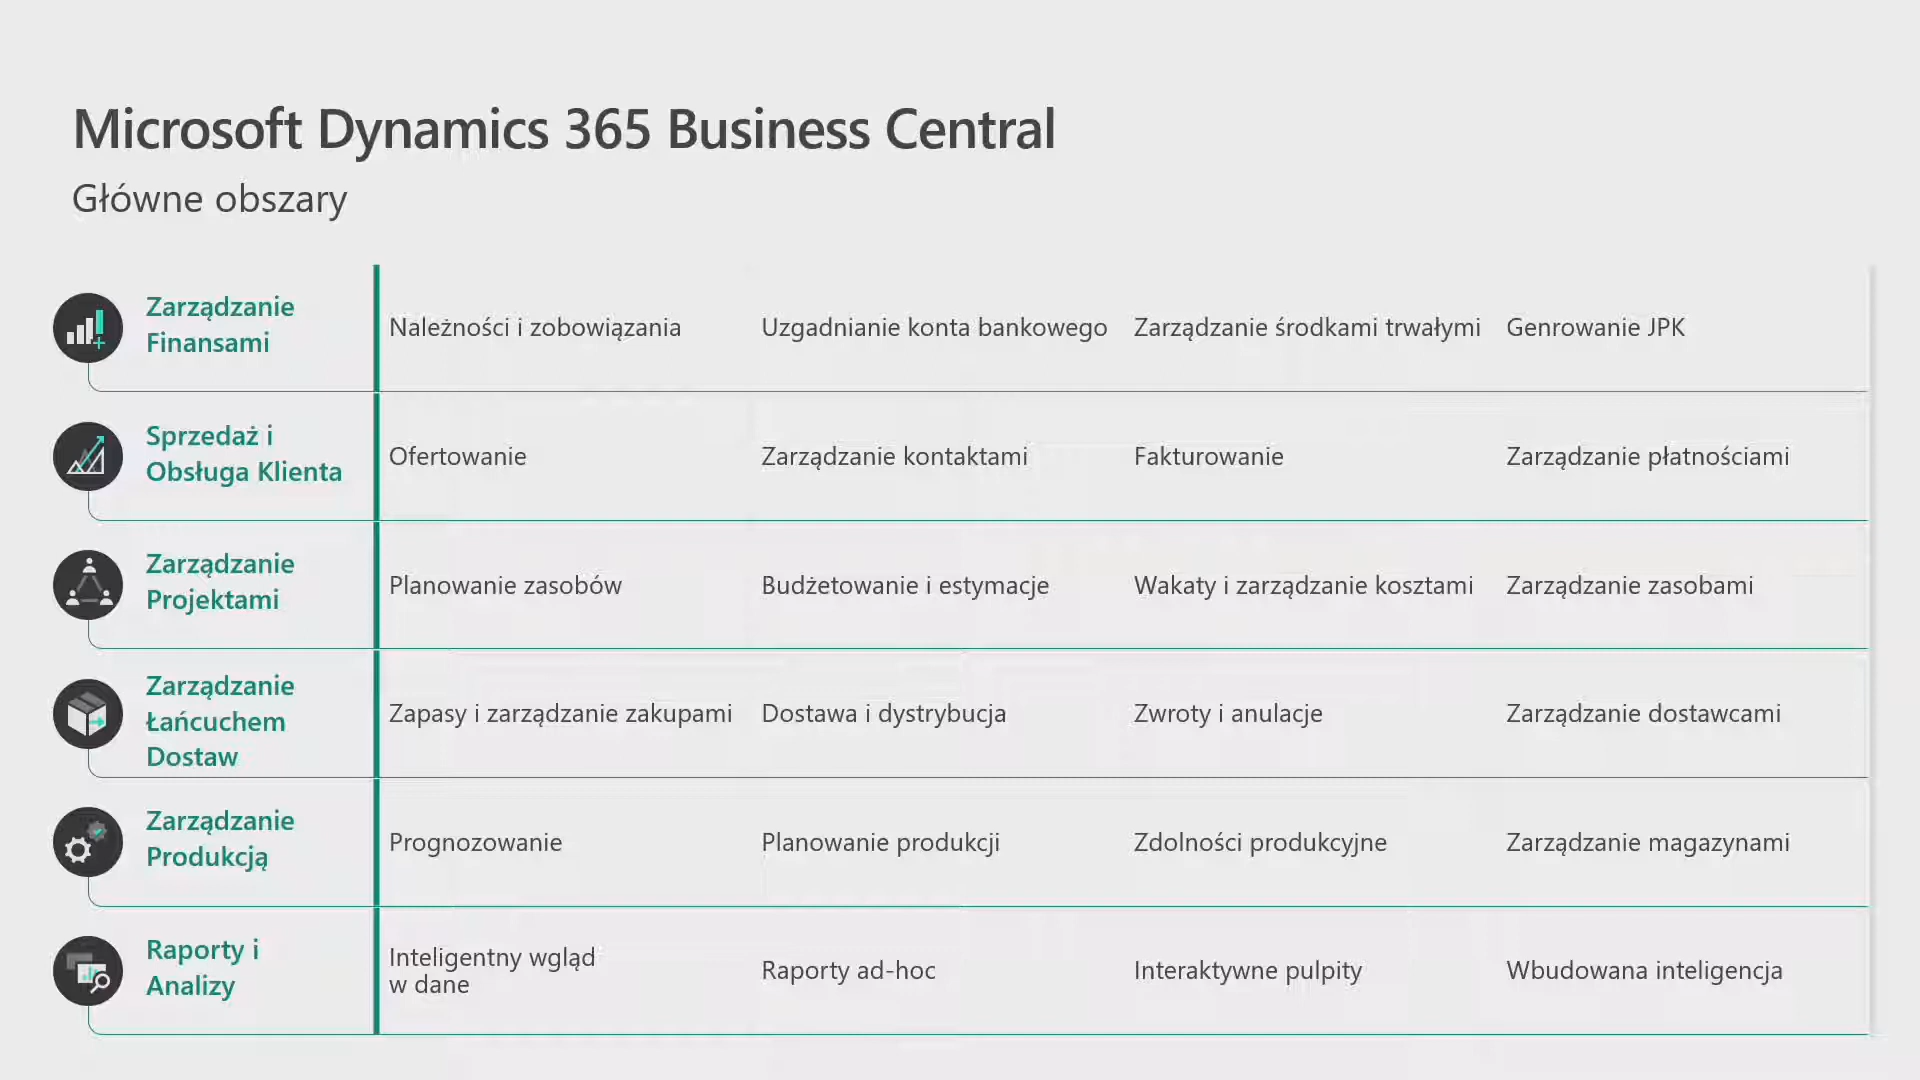 Microsoft Dynamics 365 Business Central
Główne obszary
Zarządzanie
Finansami
Należności i zobowiązania
Uzgadnianie konta bankowego
Zarządzanie środkami trwałymi
Genrowanie JPK
Sprzedaż i
Obsługa Klienta
Ofertowanie
Zarządzanie kontaktami
Fakturowanie
Zarządzanie płatnościami
Zarządzanie
Projektami
Planowanie zasobów
Budżetowanie i estymacje
Wakaty i zarządzanie kosztami
Zarządzanie zasobami
Zarządzanie
Łańcuchem
Dostaw
Zapasy i zarządzanie zakupami
Dostawa i dystrybucja
Zwroty i anulacje
Zarządzanie dostawcami
Zarządzanie
Produkcją
Prognozowanie
Planowanie produkcji
Zdolności produkcyjne
Zarządzanie magazynami
Raporty i
Analizy
Inteligentny wgląd
w dane
Raporty ad-hoc
Interaktywne pulpity
Wbudowana inteligencja